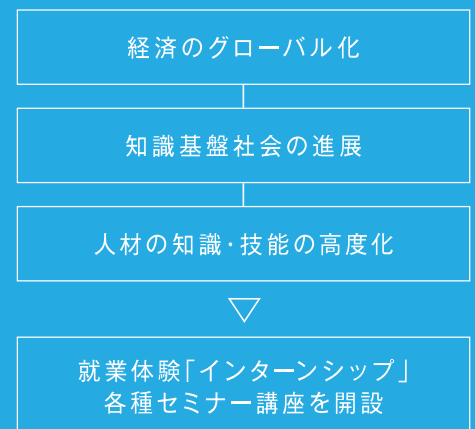 経済のグローバル化
知識基盤社会の進展
人材の知識·技能の高度化
就業体験「インターンシップ」
各種セミナー講座を開設